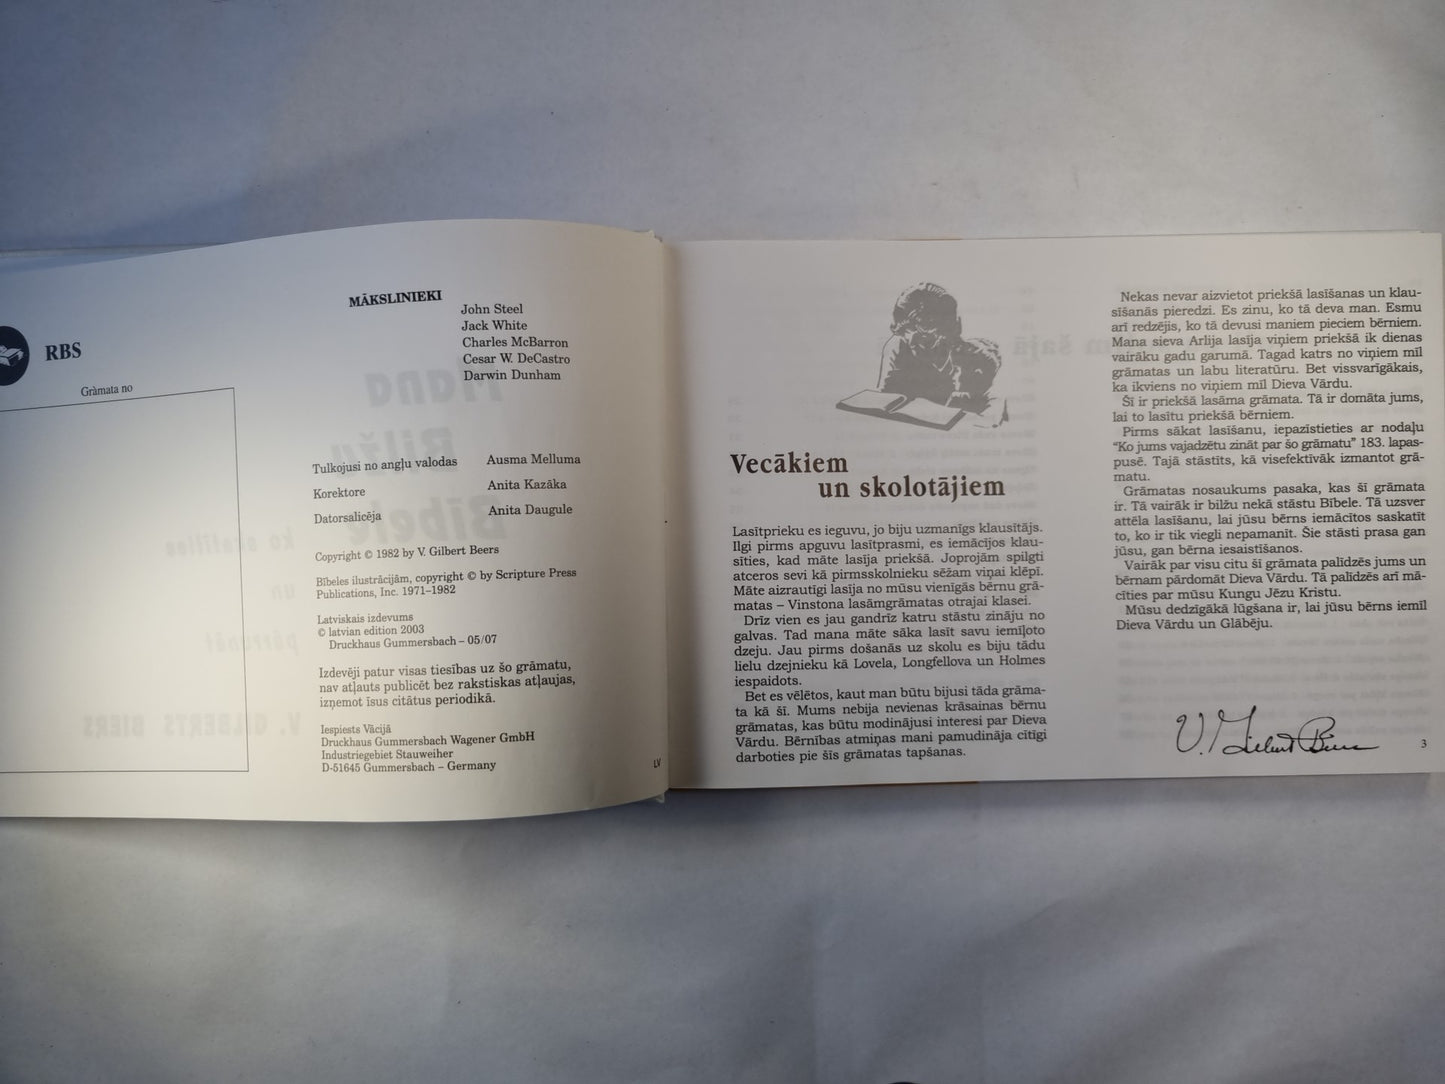 RBS
Grāmata no
MĀKSLINIEKI
John Steel
Jack White
Charles McBarron
Cesar W. DeCastro
Darwin Dunham
Tulkojusi no angļu valodas Ausma Melluma
Korektore Anita Kazāka
Datorsalicēja Anita Daugule
Copyright © 1982 by V. Gilbert Beers
Bībeles ilustrācijām, copyright © by Scripture Press
Publications, Inc. 1971–1982
Latviskais izdevums
© latvian edition 2003
Druckhaus Gummersbach – 05/07
Izdevēji patur visas tiesības uz šo grāmatu,
nav atļauts publicēt bez rakstiskas atļaujas,
izņemot īsus citātus periodikā.
Iespiests Vācijā
Druckhaus Gummersbach Wagener GmbH
Industriegebiet Stauweiher
D-51645 Gummersbach – Germany
LV
Vecākiem
un skolotājiem
Lasītprieku es ieguvu, jo biju uzmanīgs klausītājs.
Ilgi pirms apguvu lasītprasmi, es iemācījos klau-
sīties, kad māte lasīja priekšā. Joprojām spilgti
atceros sevi kā pirmsskolnieku sēžam viņai klēpī.
Māte aizrautīgi lasīja no mūsu vienīgās bērnu grā-
matas – Vinstona lasāmgrāmatas otrajai klasei.
Drīz vien es jau gandrīz katru stāstu zināju no
galvas. Tad mana māte sāka lasīt savu iemīļoto
dzeju. Jau pirms došanās uz skolu es biju tādu
lielu dzejnieku kā Lovela, Longfellova un Holmes
iespaidots.
Bet es vēlētos, kaut man būtu bijusi tāda grāma-
ta kā šī. Mums nebija nevienas krāsainas bērnu
grāmatas, kas būtu modinājusi interesi par Dieva
Vārdu. Bērnības atmiņas mani pamudināja cītīgi
darboties pie šīs grāmatas tapšanas.
Nekas nevar aizvietot priekšā lasīšanas un klau-
sīšanās pieredzi. Es zinu, ko tā deva man. Esmu
arī redzējis, ko tā devusi maniem pieciem bērniem.
Mana sieva Arlija lasīja viņiem priekšā ik dienas
vairāku gadu garumā. Tagad katrs no viņiem mīl
grāmatas un labu literatūru. Bet vissvarīgākais,
ka ikviens no viņiem mīl Dieva Vārdu.
Šī ir priekšā lasāma grāmata. Tā ir domāta jums,
lai to lasītu priekšā bērniem.
Pirms sākat lasīšanu, iepazīstieties ar nodaļu
“Ko jums vajadzētu zināt par šo grāmatu” 183. lapas-
pusē. Tajā stāstīts, kā visefektīvāk izmantot grā-
matu.
Grāmatas nosaukums pasaka, kas šī grāmata
ir. Tā vairāk ir bilžu nekā stāstu Bībele. Tā uzsver
attēla lasīšanu, lai jūsu bērns iemācītos saskatīt
to, ko ir tik viegli nepamanīt. Šie stāsti prasa gan
jūsu, gan bērna iesaistīšanos.
Vairāk par visu citu šī grāmata palīdzēs jums un
bērnam pārdomāt Dieva Vārdu. Tā palīdzēs arī mā-
cīties par mūsu Kungu Jēzu Kristu.
Mūsu dedzīgākā lūgšana ir, lai jūsu bērns iemīl
Dieva Vārdu un Glābēju.
V. Gilbert Beers
3